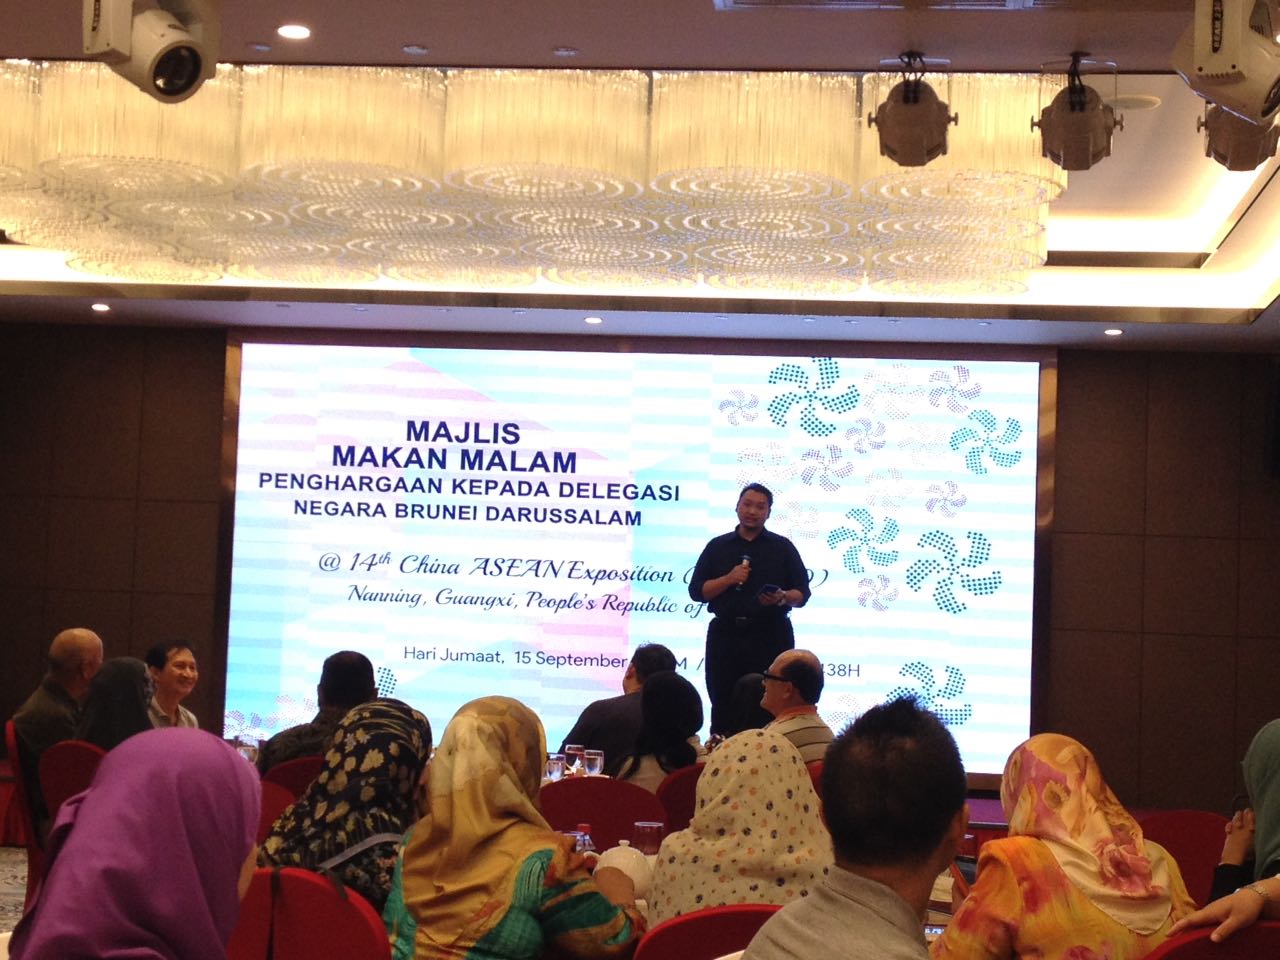 MAJLIS
MAKAN MALAM
PENGHARGAAN KEPADA DELEGASI
NEGARA BRUNEI DARUSSALAM
@ 14th China ASEAN Exposition ( )
Nanning, Guangxi, People's Republic of
Hari Jumaat, 15 September M / 438H